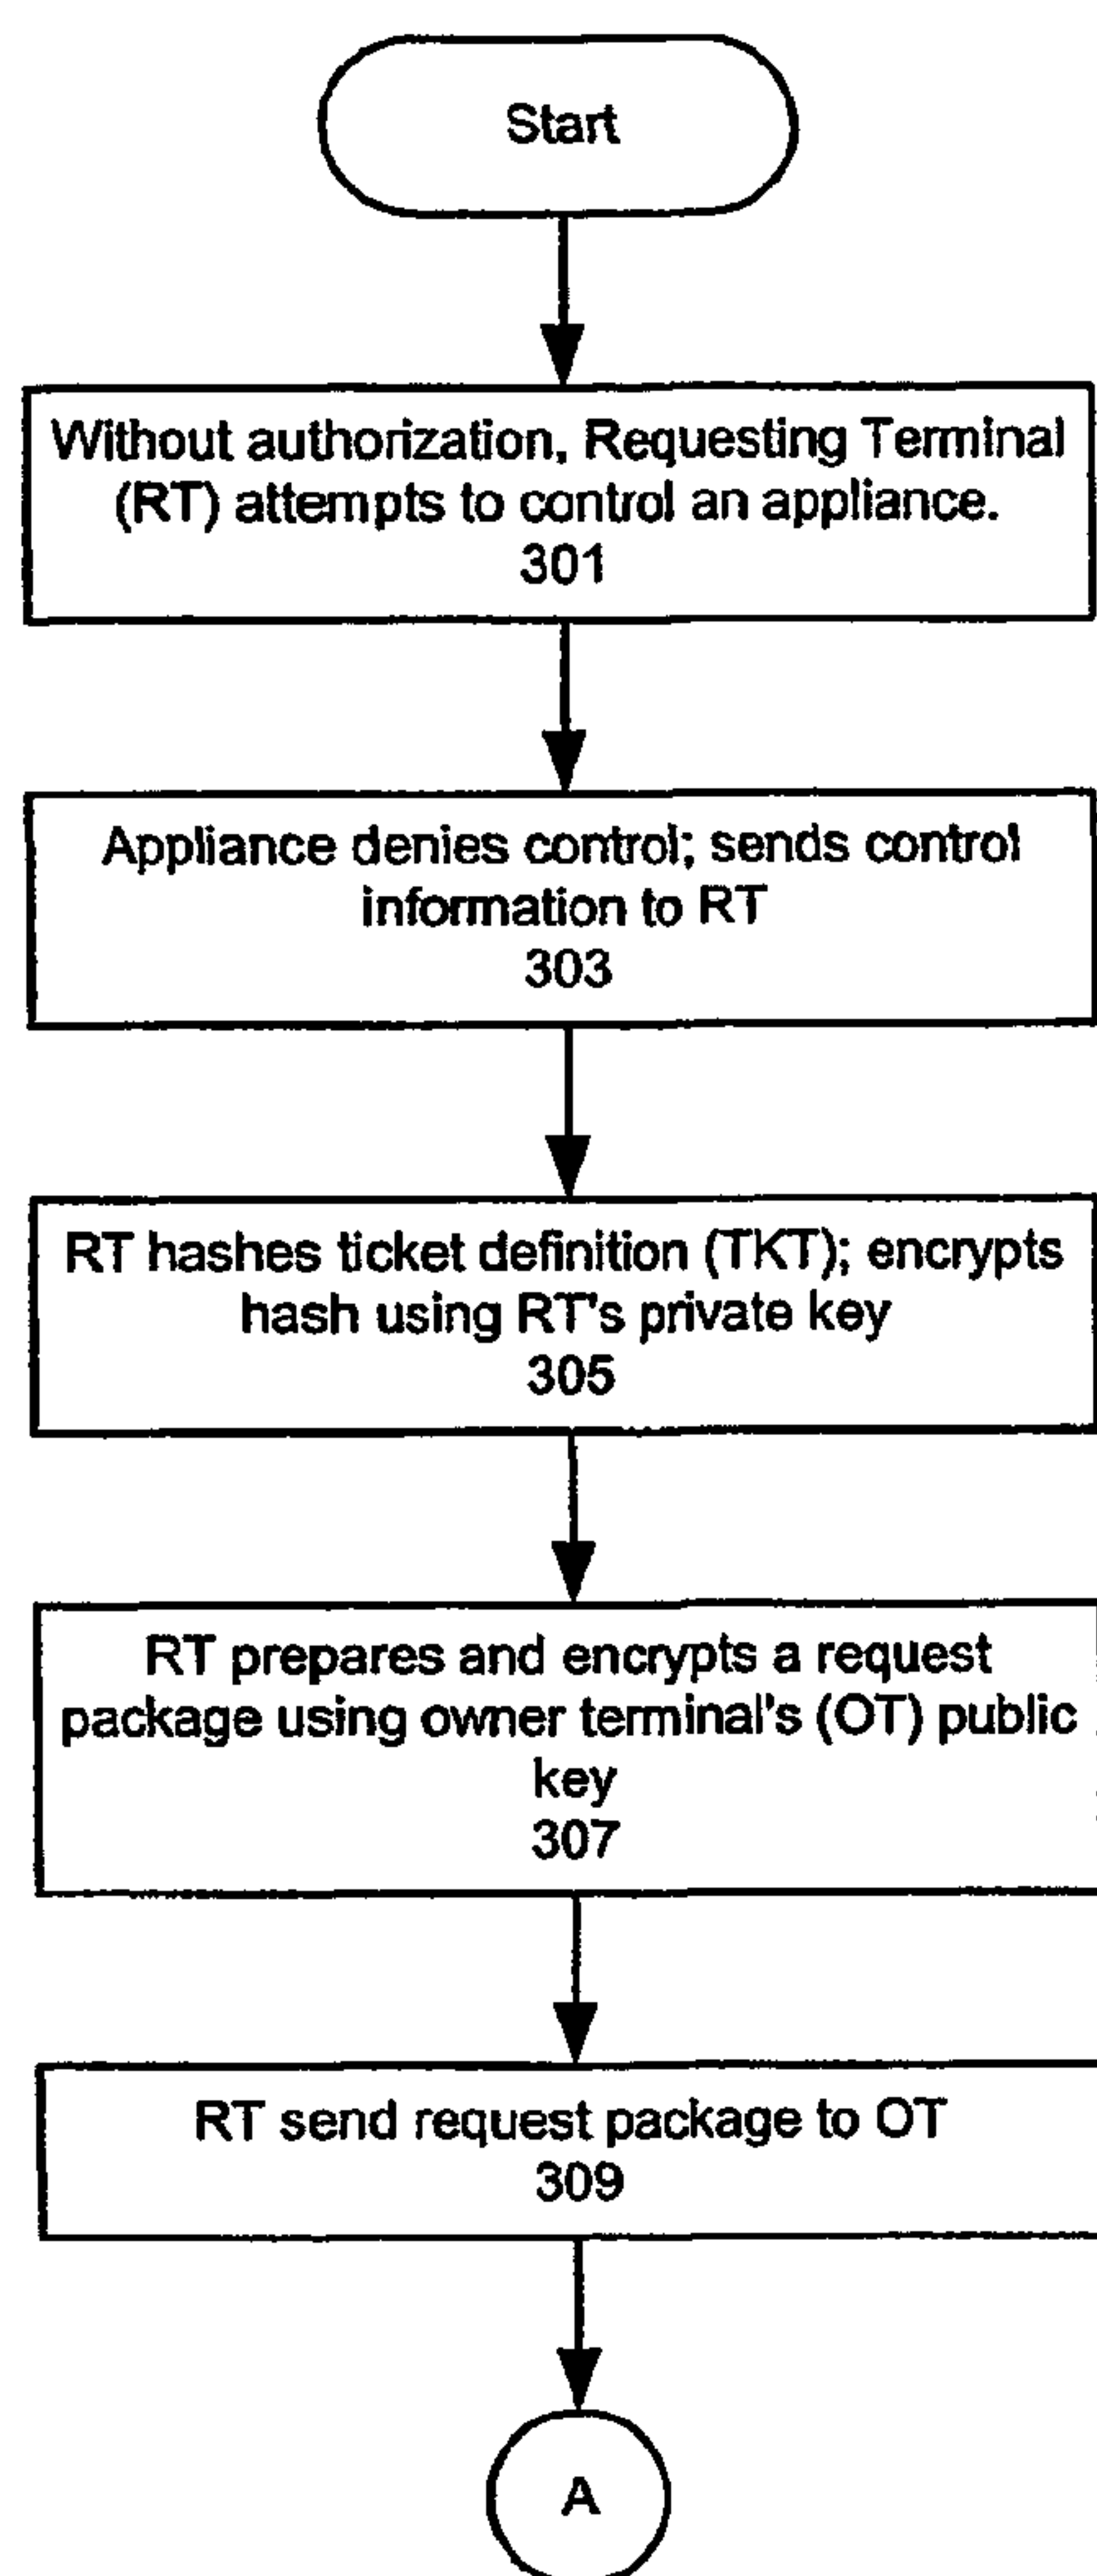 Start
Without authorization, Requesting Terminal
(RT) attempts to control an appliance.
301
Appliance denies control; sends control
information to RT
303
RT hashes ticket definition (TKT); encrypts
hash using RT's private key
305
RT prepares and encrypts a request
package using owner terminal's (OT) public
key
307
RT send request package to OT
309
A